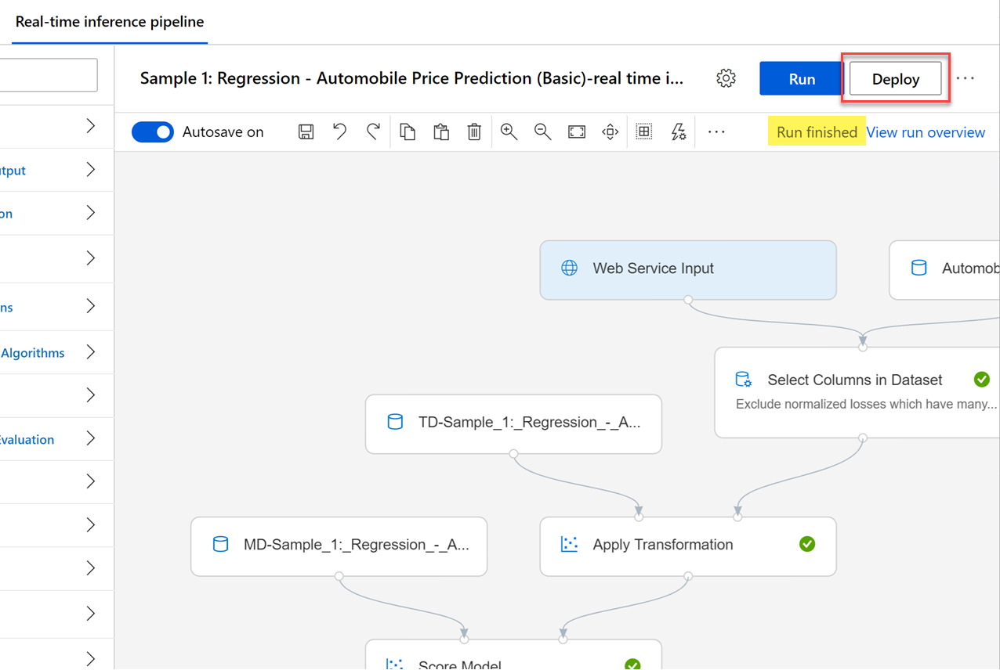 Real-time inference pipeline
Sample 1: Regression - Automobile Price Prediction (Basic)-real time i...
Run
Deploy
Autosave on
Run finished
View run overview
tput
on
ns
Algorithms
valuation
Web Service Input
Automob
Select Columns in Dataset
Exclude normalized losses which have many...
TD-Sample_1:_Regression_-_A...
MD-Sample_1:_Regression_-_A...
Apply Transformation
Score Model